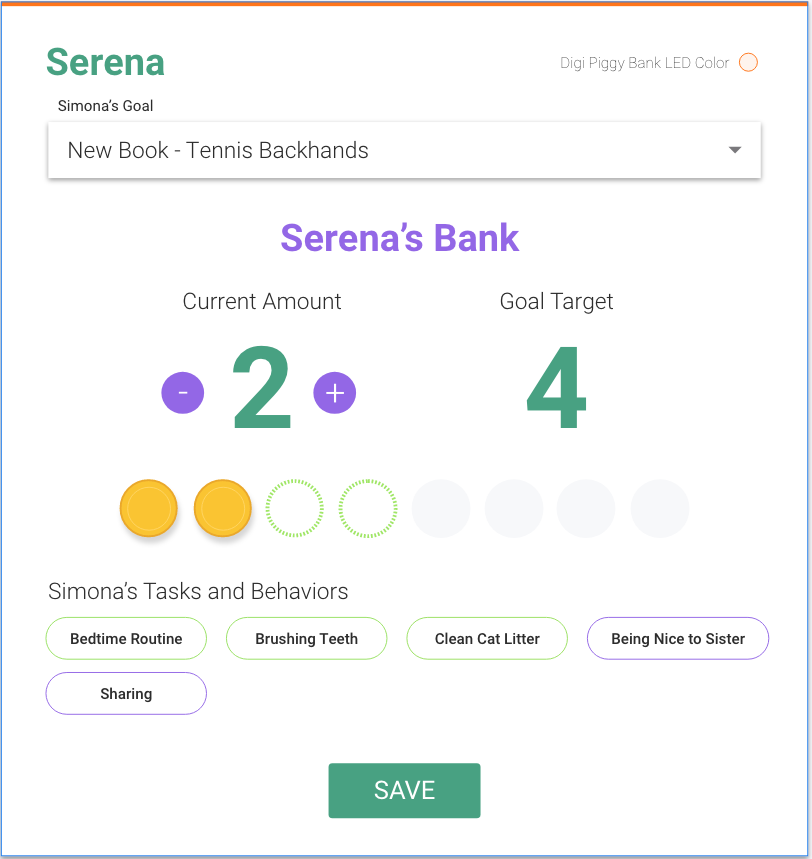 Serena
Digi Piggy Bank LED Color
Simona’s Goal
New Book - Tennis Backhands
Serena’s Bank
Current Amount
Goal Target
- 2 +
4
Simona’s Tasks and Behaviors
Bedtime Routine
Brushing Teeth
Clean Cat Litter
Being Nice to Sister
Sharing
SAVE